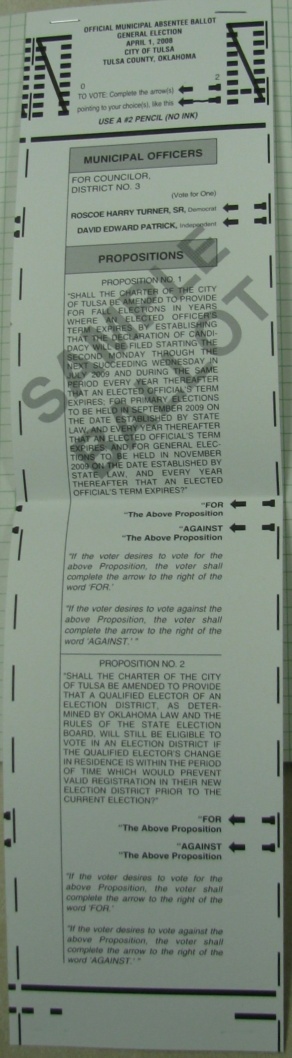 OFFICIAL MUNICIPAL ABSENTEE BALLOT
GENERAL ELECTION
APRIL 1, 2008
CITY OF TULSA
TULSA COUNTY, OKLAHOMA
0 2
TO VOTE: Complete the arrow(s)
pointing to your choice(s), like this
USE A #2 PENCIL (NO INK)
MUNICIPAL OFFICERS
FOR COUNCILOR,
DISTRICT NO. 3
(Vote for One)
ROSCOE HARRY TURNER, SR, Democrat
DAVID EDWARD PATRICK, Independent
PROPOSITIONS
SAMPLE
BALLOT
PROPOSITION NO. 1
"SHALL THE CHARTER OF THE CITY
OF TULSA BE AMENDED TO PROVIDE
FOR FALL ELECTIONS IN YEARS
WHERE AN ELECTED OFFICER'S
TERM EXPIRES BY ESTABLISHING
THAT THE DECLARATION OF CANDI-
DACY WILL BE FILED STARTING THE
SECOND MONDAY THROUGH THE
NEXT SUCCEEDING WEDNESDAY IN
JULY 2009 AND DURING THE SAME
PERIOD EVERY YEAR THEREAFTER
THAT AN ELECTED OFFICIAL'S TERM
EXPIRES; FOR PRIMARY ELECTIONS
TO BE HELD IN SEPTEMBER 2009 ON
THE DATE ESTABLISHED BY STATE
LAW, AND EVERY YEAR THEREAFTER
THAT AN ELECTED OFFICIAL'S TERM
EXPIRES; AND FOR GENERAL ELEC-
TIONS TO BE HELD IN NOVEMBER
2009 ON THE DATE ESTABLISHED BY
STATE LAW, AND EVERY YEAR
THEREAFTER THAT AN ELECTED
OFFICIAL'S TERM EXPIRES?"
"FOR
"The Above Proposition
"AGAINST
"The Above Proposition
"If the voter desires to vote for the
above Proposition, the voter shall
complete the arrow to the right of the
word 'FOR.'
"If the voter desires to vote against the
above Proposition, the voter shall
complete the arrow to the right of the
word 'AGAINST.' "
PROPOSITION NO. 2
"SHALL THE CHARTER OF THE CITY
OF TULSA BE AMENDED TO PROVIDE
THAT A QUALIFIED ELECTOR OF AN
ELECTION DISTRICT, AS DETER-
MINED BY OKLAHOMA LAW AND THE
RULES OF THE STATE ELECTION
BOARD, WILL STILL BE ELIGIBLE TO
VOTE IN AN ELECTION DISTRICT IF
THE QUALIFIED ELECTOR'S CHANGE
IN RESIDENCE IS WITHIN THE PERIOD
OF TIME WHICH WOULD PREVENT
VALID REGISTRATION IN THEIR NEW
ELECTION DISTRICT PRIOR TO THE
CURRENT ELECTION?"
"FOR
"The Above Proposition
"AGAINST
"The Above Proposition
"If the voter desires to vote for the
above Proposition, the voter shall
complete the arrow to the right of the
word 'FOR.'
"If the voter desires to vote against the
above Proposition, the voter shall
complete the arrow to the right of the
word 'AGAINST.' "